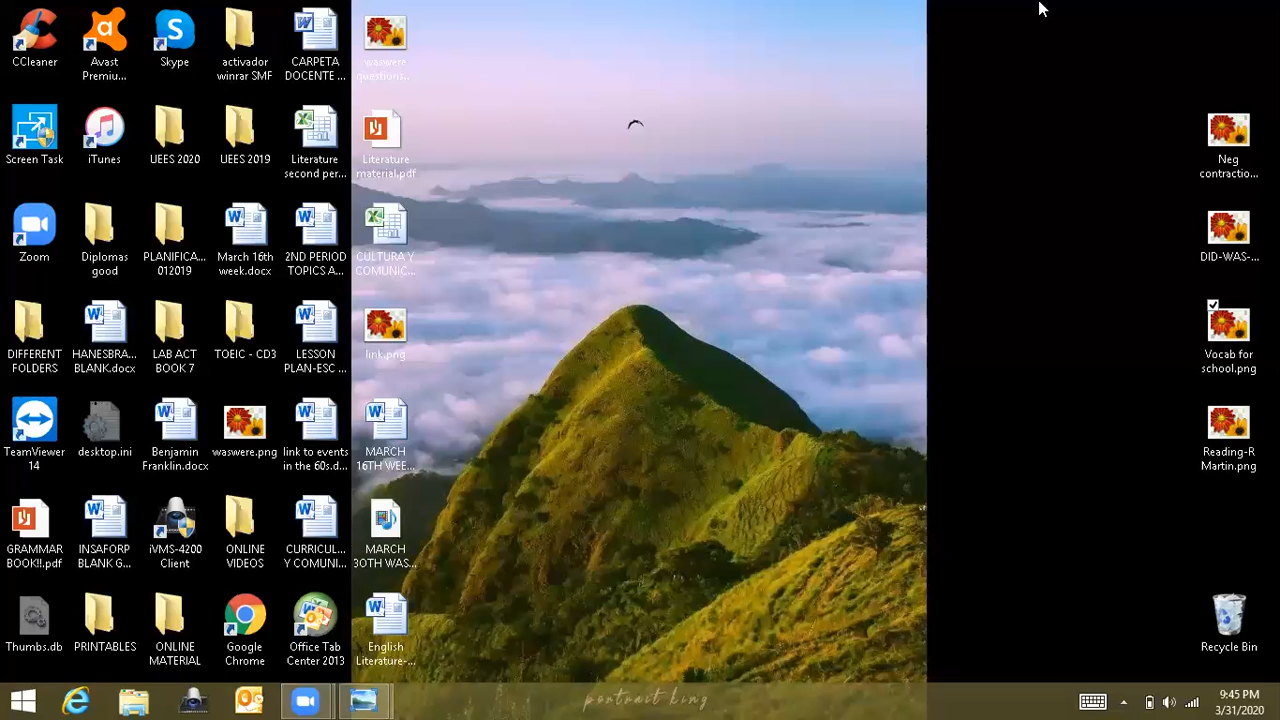 CCleaner
Avast
Premiu...
Skype
activador
winrar SMF
CARPETA
DOCENTE ...
waswere
questions...
Screen Task
iTunes
UEES 2020
UEES 2019
Literature
second per...
Literature
material.pdf
Neg
contractio...
Zoom
Diplomas
good
PLANIFICA...
012019
March 16th
week.docx
2ND PERIOD
TOPICS A...
CULTURA Y
COMUNIC...
DID-WAS-...
DIFFERENT
FOLDERS
HANESBRA...
BLANK.docx
LAB ACT
BOOK 7
TOEIC - CD3
LESSON
PLAN-ESC ...
link.png
Vocab for
school.png
TeamViewer
14
desktop.ini
Benjamin
Franklin.docx
waswere.png
link to events
in the 60s.d...
MARCH
16TH WEE...
Reading-R
Martin.png
GRAMMAR
BOOK!!.pdf
INSAFORP
BLANK G...
iVMS-4200
Client
ONLINE
VIDEOS
CURRICUL...
Y COMUNI...
MARCH
30TH WAS...
Thumbs.db
PRINTABLES
ONLINE
MATERIAL
Google
Chrome
Office Tab
Center 2013
English
Literature-...
Recycle Bin
portrait king
9:45 PM
3/31/2020